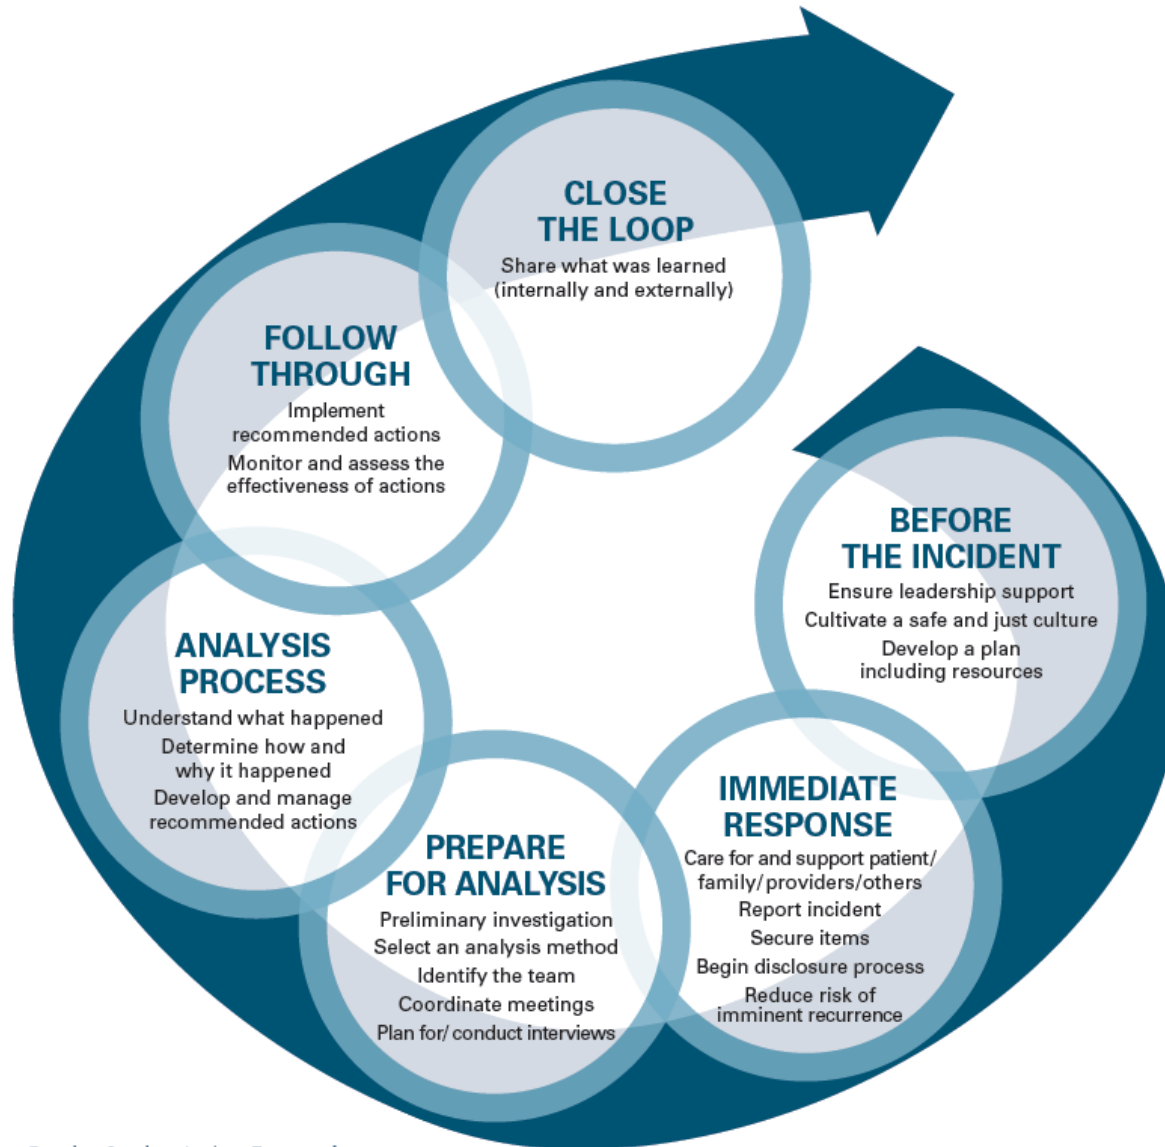 CLOSE
THE LOOP
Share what was learned
(internally and externally)
FOLLOW
THROUGH
Implement
recommended actions
Monitor and assess the
effectiveness of actions
BEFORE
THE INCIDENT
Ensure leadership support
Cultivate a safe and just culture
Develop a plan
including resources
ANALYSIS
PROCESS
Understand what happened
Determine how and
why it happened
Develop and manage
recommended actions
IMMEDIATE
RESPONSE
Care for and support patient/
family/providers/others
Report incident
Secure items
Begin disclosure process
Reduce risk of
imminent recurrence
PREPARE
FOR ANALYSIS
Preliminary investigation
Select an analysis method
Identify the team
Coordinate meetings
Plan for/ conduct interviews